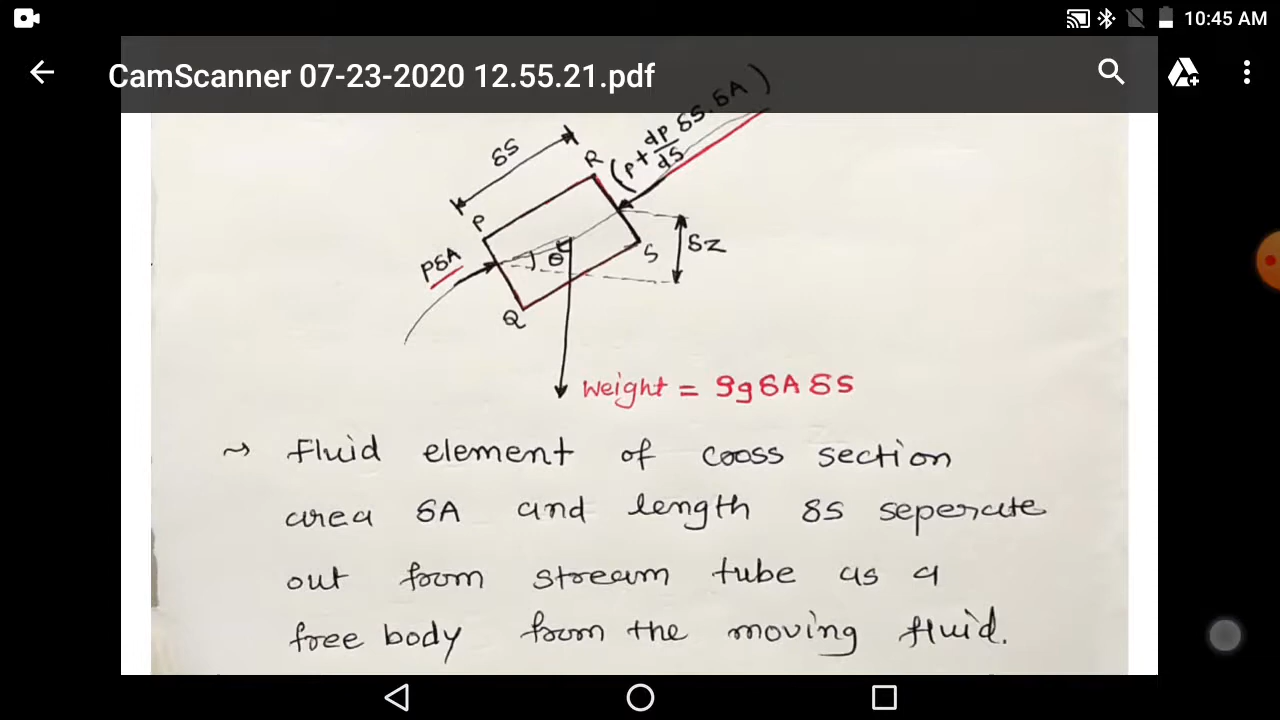 10:45 AM
CamScanner 07-23-2020 12.55.21.pdf
δS
R
(P + dP/ds δS.δA)
P
PδA
θ
S
δZ
Q
Weight = ρgδAδS
~> Fluid element of cross section
area δA and length δS seperate
out from stream tube as a
free body from the moving fluid.